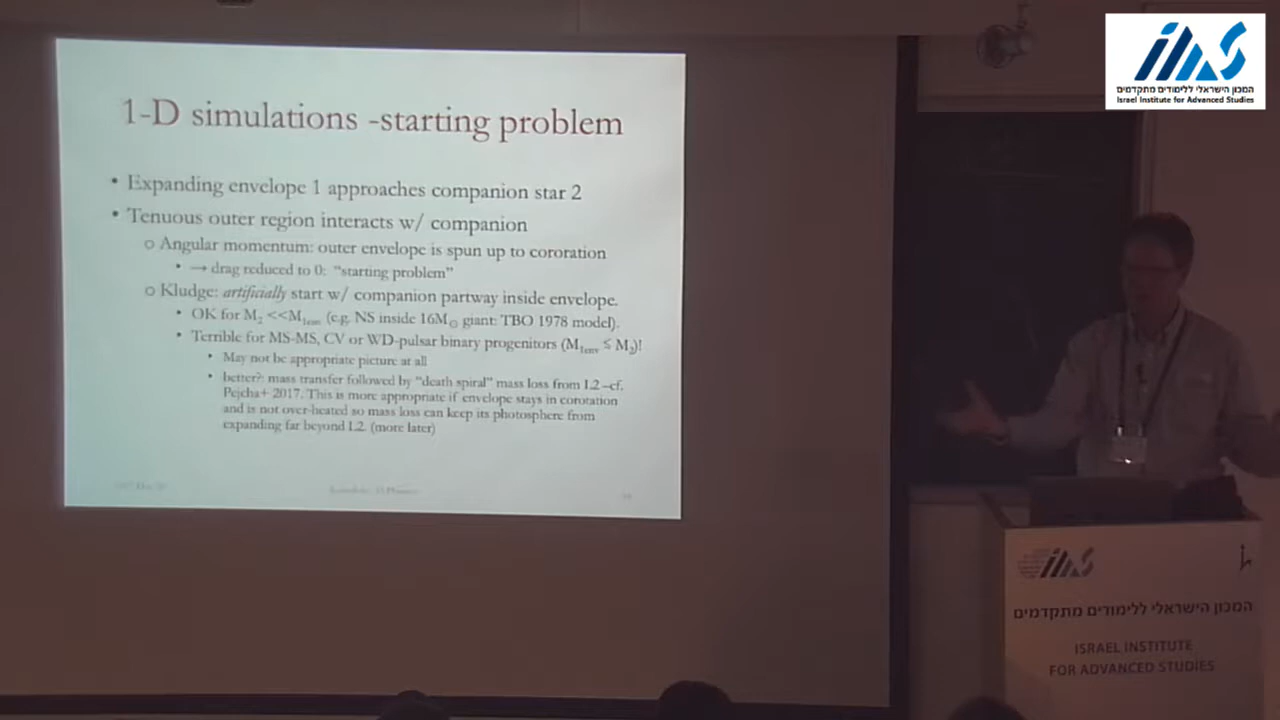 1-D simulations -starting problem
• Expanding envelope 1 approaches companion star 2
• Tenuous outer region interacts w/ companion
o Angular momentum: outer envelope is spun up to cororation
• → drag reduced to 0: "starting problem"
o Kludge: artificially start w/ companion partway inside envelope.
• OK for M₂ <<M₁ₑₙᵥ (e.g. NS inside 16M☉ giant: TBO 1978 model).
• Terrible for MS-MS, CV or WD-pulsar binary progenitors (M₁ₑₙᵥ ≤ M₂)!
• May not be appropriate picture at all
• better?: mass transfer followed by "death spiral" mass loss from L2 –cf.
Pejcha+ 2017. This is more appropriate if envelope stays in corotation
and is not over-heated so mass loss can keep its photosphere from
expanding far beyond L2. (more later)
ias
המכון הישראלי ללימודים מתקדמים
Israel Institute for Advanced Studies
ias
המכון הישראלי ללימודים מתקדמים
ISRAEL INSTITUTE
FOR ADVANCED STUDIES